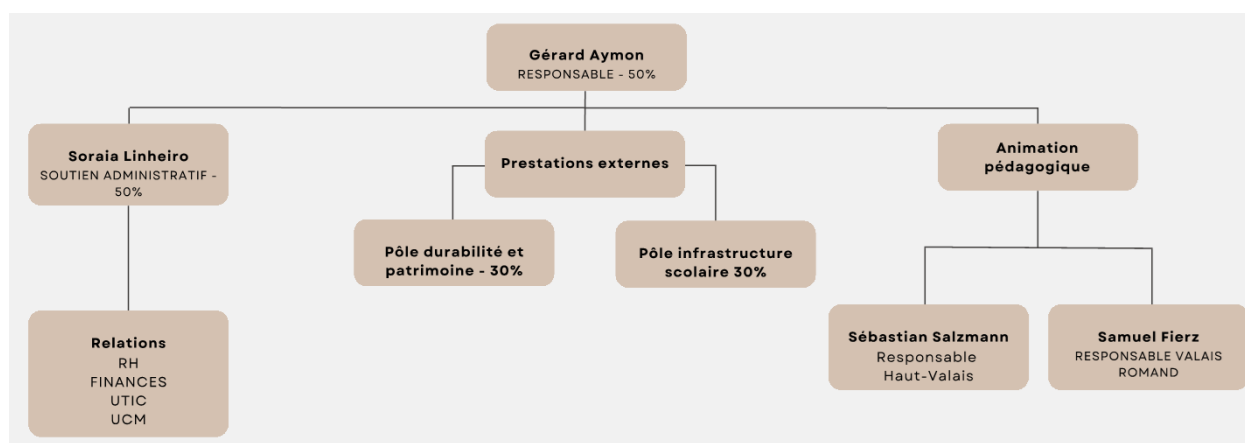 Gérard Aymon
RESPONSABLE - 50%
Soraia Linheiro
SOUTIEN ADMINISTRATIF -
50%
Prestations externes
Animation
pédagogique
Pôle durabilité et
patrimoine - 30%
Pôle infrastructure
scolaire 30%
Relations
RH
FINANCES
UTIC
UCM
Sébastian Salzmann
Responsable
Haut-Valais
Samuel Fierz
RESPONSABLE VALAIS
ROMAND